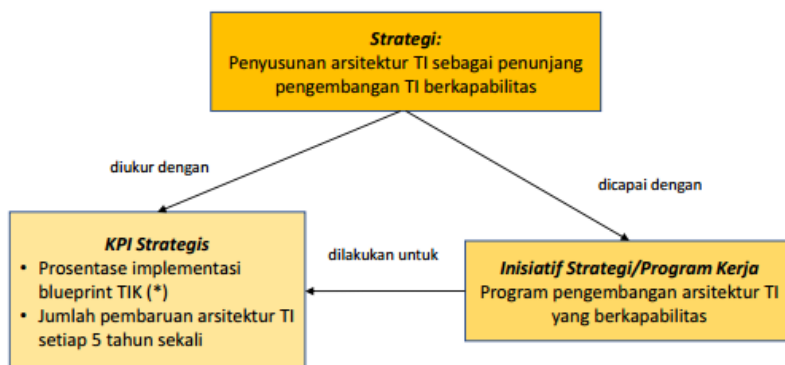 Strategi:
Penyusunan arsitektur TI sebagai penunjang
pengembangan TI berkapabilitas
diukur dengan
dicapai dengan
KPI Strategis
• Prosentase implementasi
blueprint TIK (*)
• Jumlah pembaruan arsitektur TI
setiap 5 tahun sekali
dilakukan untuk
Inisiatif Strategi/Program Kerja
Program pengembangan arsitektur TI
yang berkapabilitas